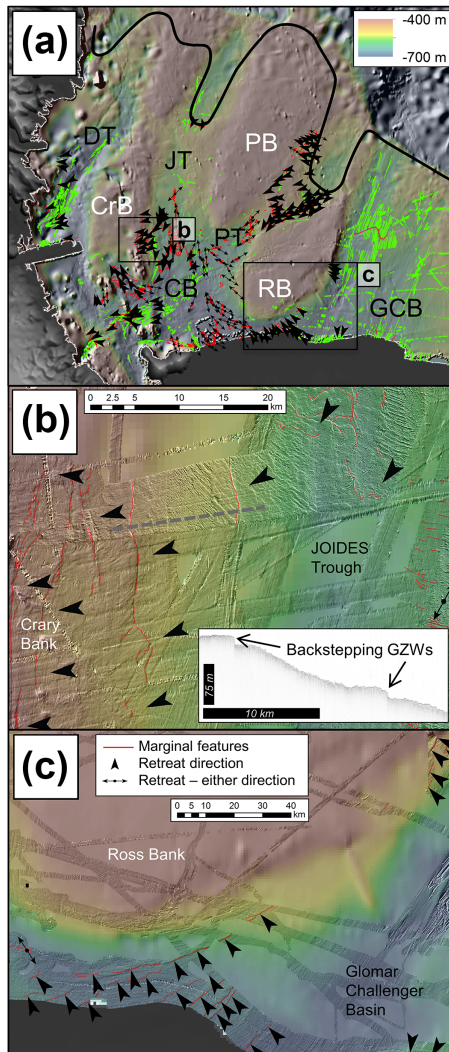 (a)
-400 m
-700 m
DT
JT
PB
CrB
b
PT
c
CB
RB
GCB
(b)
0 2.5 5 10 15 20
km
JOIDES
Trough
Crary
Bank
Backstepping GZWs
75 m
10 km
(c)
Marginal features
Retreat direction
Retreat – either direction
0 5 10 20 30 40
km
Ross Bank
Glomar
Challenger
Basin